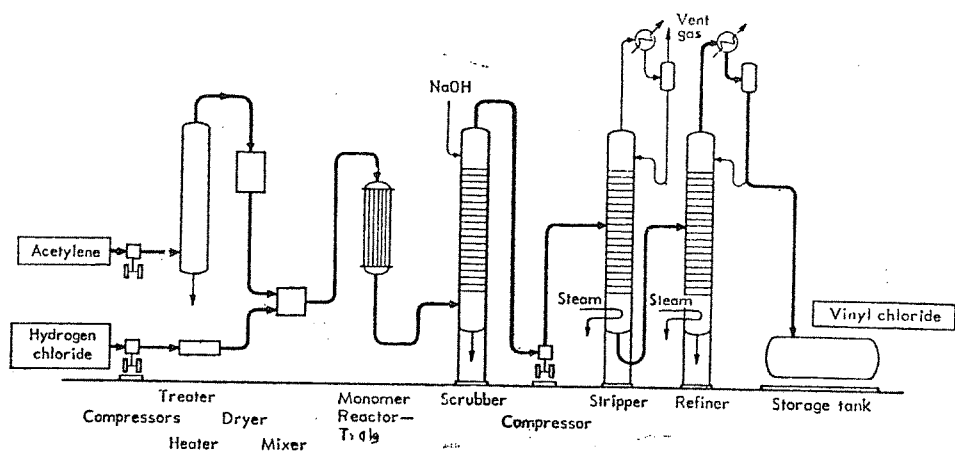 Vent
gas
NaOH
Acetylene
Steam
Steam
Vinyl chloride
Hydrogen
chloride
Treater
Monomer
Scrubber
Stripper
Refiner
Storage tank
Compressors
Dryer
Reactor—
Compressor
Heater
Mixer